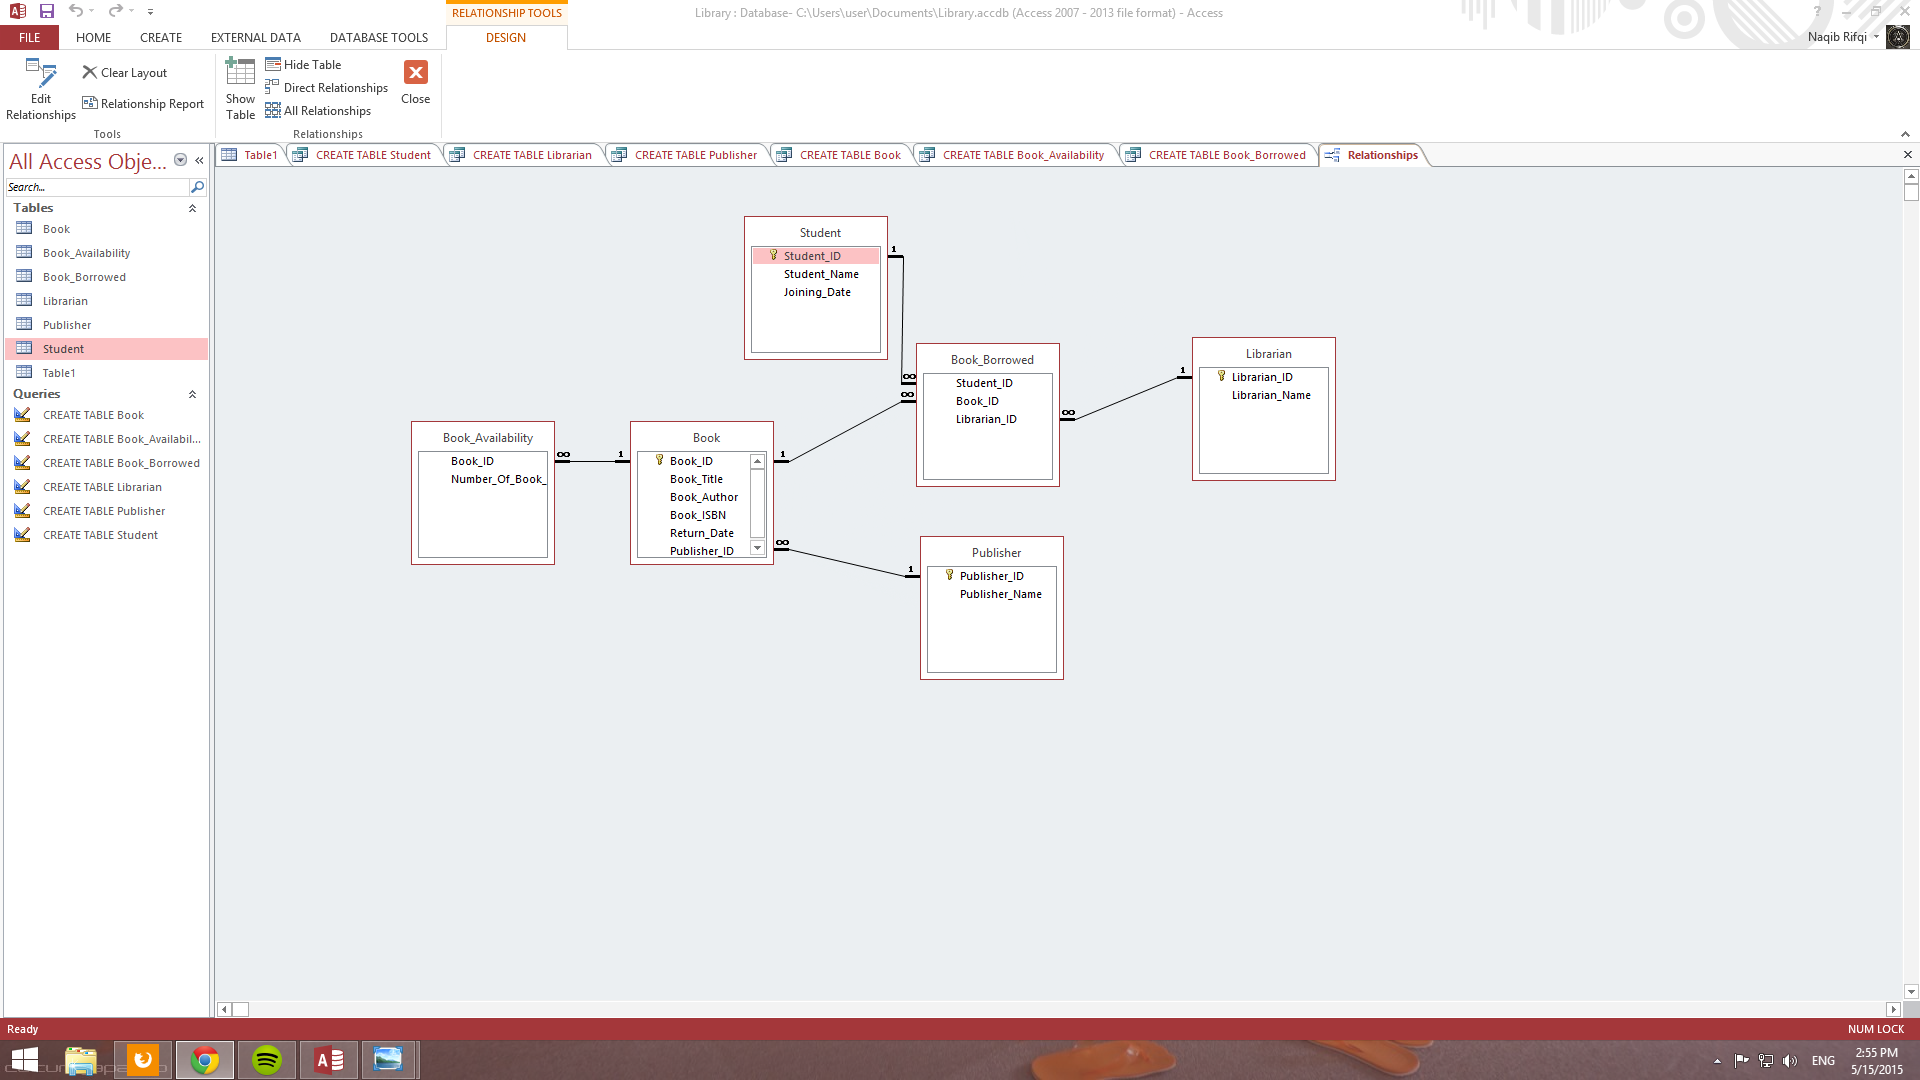 RELATIONSHIP TOOLS
Library : Database- C:\Users\user\Documents\Library.accdb (Access 2007 - 2013 file format) - Access
FILE HOME CREATE EXTERNAL DATA DATABASE TOOLS DESIGN
Naqib Rifqi
Edit Relationships
Clear Layout
Relationship Report
Tools
Show Table
Hide Table
Direct Relationships
All Relationships
Relationships
Close
All Access Obje...
Search...
Tables
Book
Book_Availability
Book_Borrowed
Librarian
Publisher
Student
Table1
Queries
CREATE TABLE Book
CREATE TABLE Book_Availabil...
CREATE TABLE Book_Borrowed
CREATE TABLE Librarian
CREATE TABLE Publisher
CREATE TABLE Student
Table1 CREATE TABLE Student CREATE TABLE Librarian CREATE TABLE Publisher CREATE TABLE Book CREATE TABLE Book_Availability CREATE TABLE Book_Borrowed Relationships
Student
Student_ID
Student_Name
Joining_Date
1
∞
∞
Book_Borrowed
Student_ID
Book_ID
Librarian_ID
∞
1
Librarian
Librarian_ID
Librarian_Name
Book_Availability
Book_ID
Number_Of_Book_
∞
1
Book
Book_ID
Book_Title
Book_Author
Book_ISBN
Return_Date
Publisher_ID
1
∞
1
Publisher
Publisher_ID
Publisher_Name
Ready
NUM LOCK
ENG
2:55 PM
5/15/2015